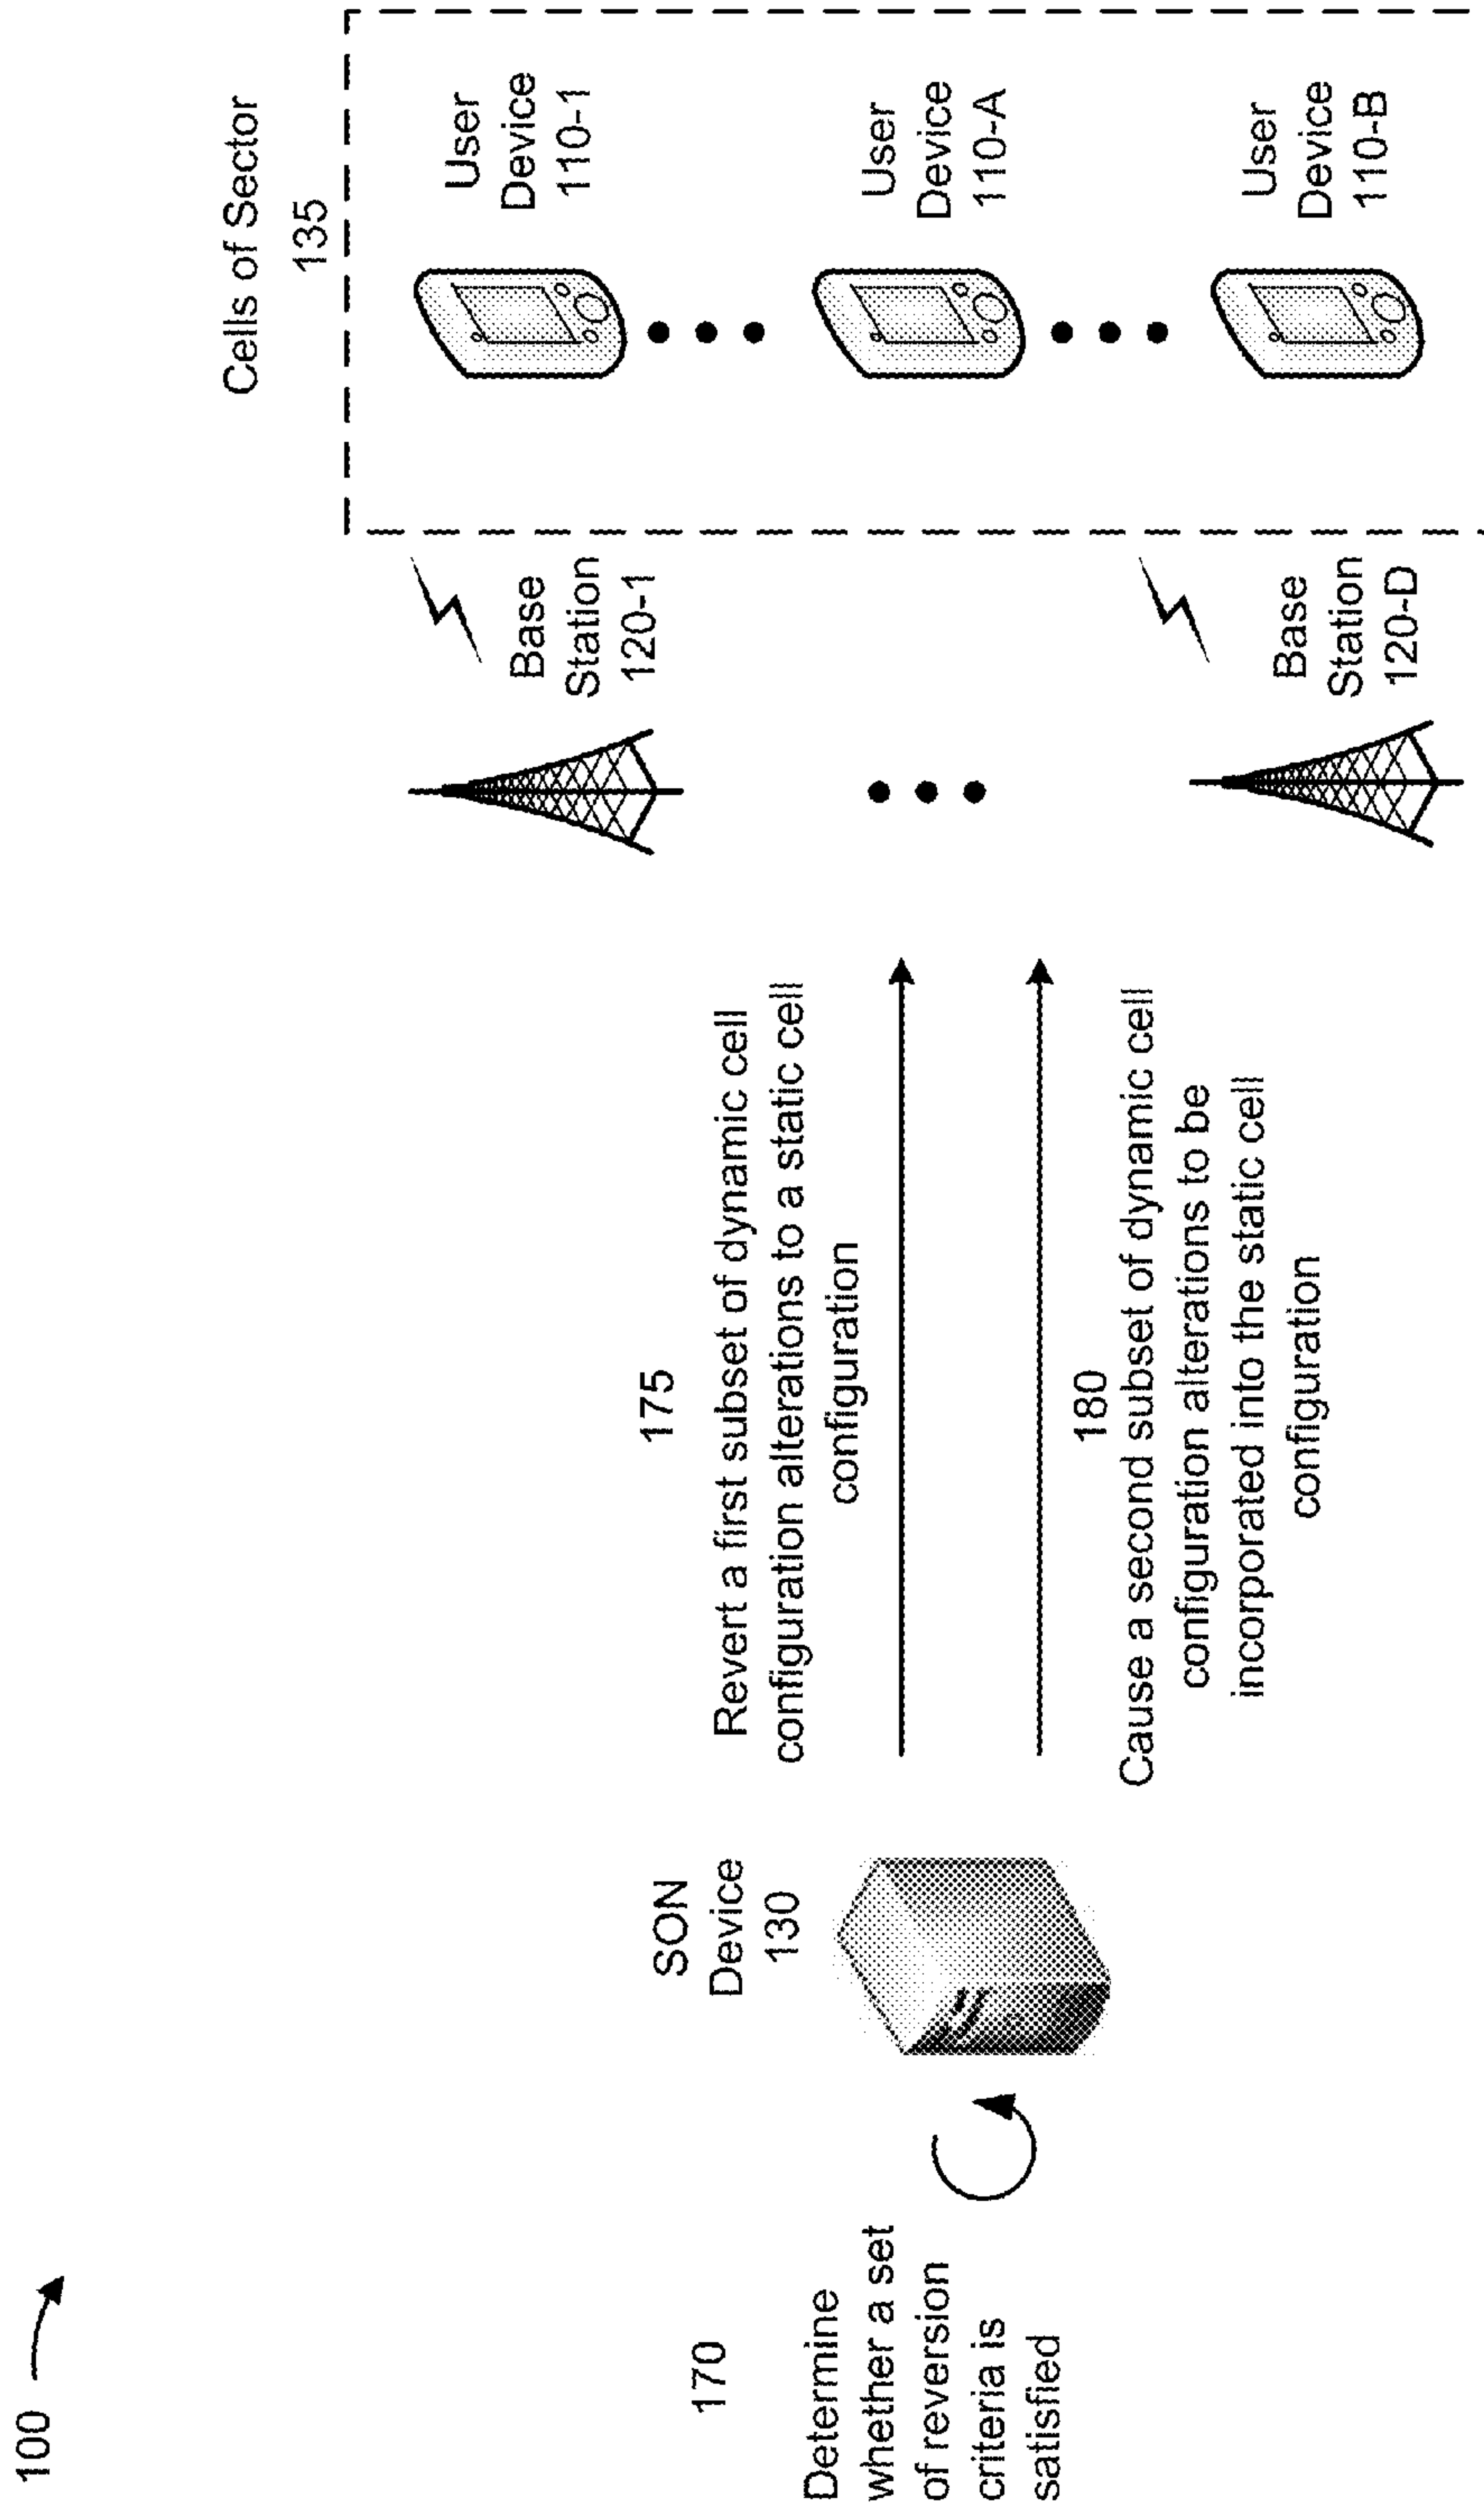 100
170
Determine
whether a set
of reversion
criteria is
satisfied
SON
Device
130
175
Revert a first subset of dynamic cell
configuration alterations to a static cell
configuration
180
Cause a second subset of dynamic cell
configuration alterations to be
incorporated into the static cell
configuration
Base
Station
120-1
Base
Station
120-D
Cells of Sector
135
User
Device
110-1
User
Device
110-A
User
Device
110-B